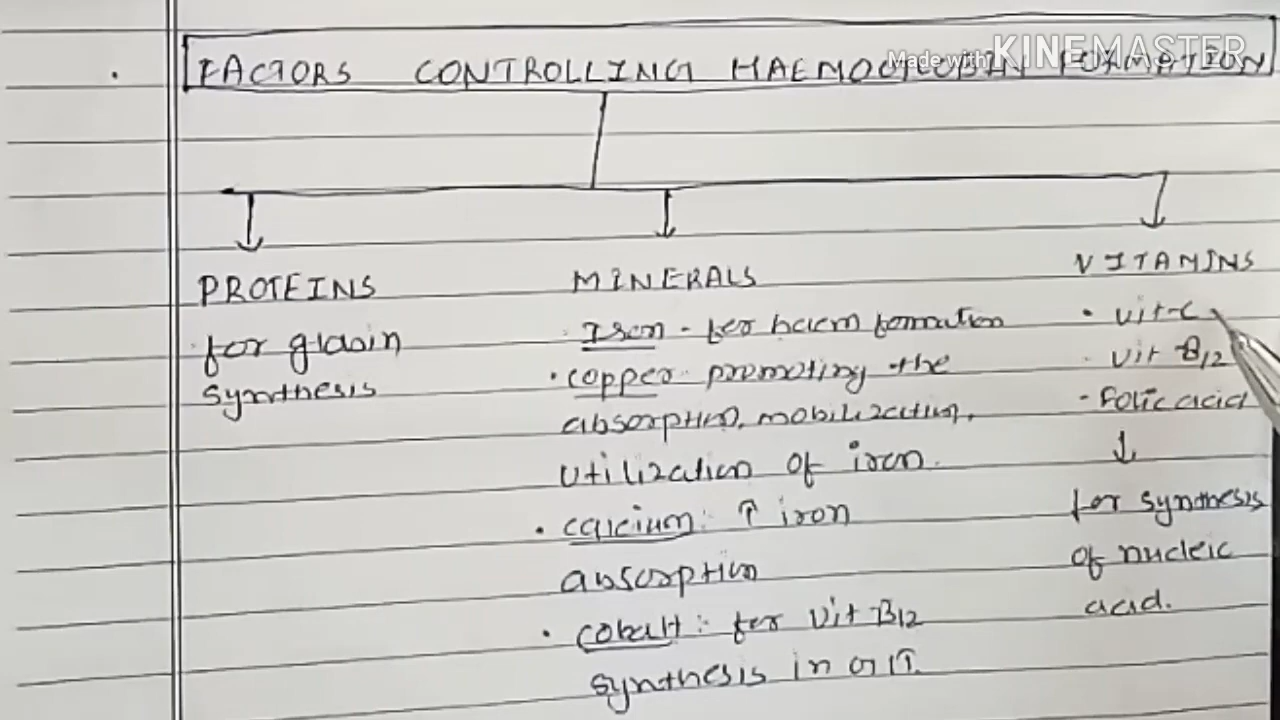 Made with KINEMASTER
FACTORS CONTROLLING HAEMOGLOBIN FORMATION
PROTEINS
for globin
synthesis
MINERALS
Iron - for haem formation
• copper: promoting the
absorption, mobilization,
utilization of iron.
• calcium: ↑ iron
absorption
• cobalt: for Vit B12
synthesis in GIT.
VITAMINS
• Vit-C
Vit B12
- Folic acid
↓
for synthesis
of nucleic
acid.